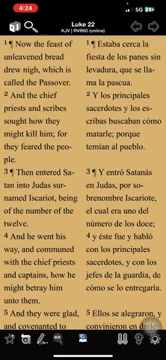 4:24
5G
Luke 22
KJV | RVR60 (online)
1 ¶ Now the feast of
unleavened bread
drew nigh, which is
called the Passover.
2 ¶ And the chief
priests and scribes
sought how they
might kill him; for
they feared the peo-
ple.
3 ¶ Then entered Sa-
tan into Judas sur-
named Iscariot, being
of the number of the
twelve.
4 And he went his
way, and communed
with the chief priests
and captains, how he
might betray him
unto them.
5 And they were glad,
and covenanted to
1 ¶ Estaba cerca la
fiesta de los panes sin
levadura, que se lla-
ma la pascua.
2 Y los principales
sacerdotes y los es-
cribas buscaban cómo
matarle; porque
temían al pueblo.
3 ¶ Y entró Satanás
en Judas, por so-
brenombre Iscariote,
el cual era uno del
número de los doce;
4 y éste fue y habló
con los principales
sacerdotes, y con los
jefes de la guardia, de
cómo se lo entregaría.
5 Ellos se alegraron, y
convinieron en darle